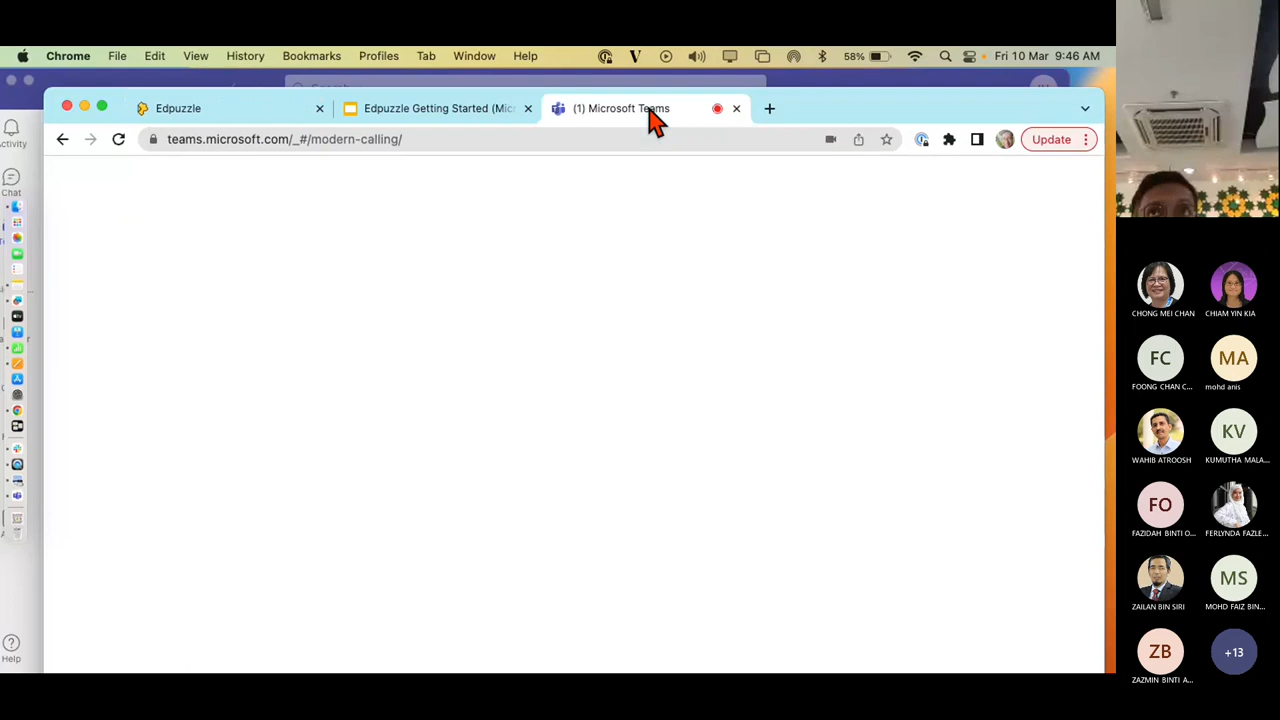 Chrome File Edit View History Bookmarks Profiles Tab Window Help V 58% Fri 10 Mar 9:46 AM
Search
Edpuzzle Edpuzzle Getting Started (Micr (1) Microsoft Teams
teams.microsoft.com/_#/modern-calling/ Update
Activity
Chat
Help
CHONG MEI CHAN CHIAM YIN KIA
FC MA
FOONG CHAN C... mohd anis
KV
WAHIB ATROOSH KUMUTHA MALA...
FO
FAZIDAH BINTI O... FERLYNDA FAZLE...
MS
ZAILAN BIN SIRI MOHD FAIZ BIN...
ZB +13
ZAZMIN BINTI A...